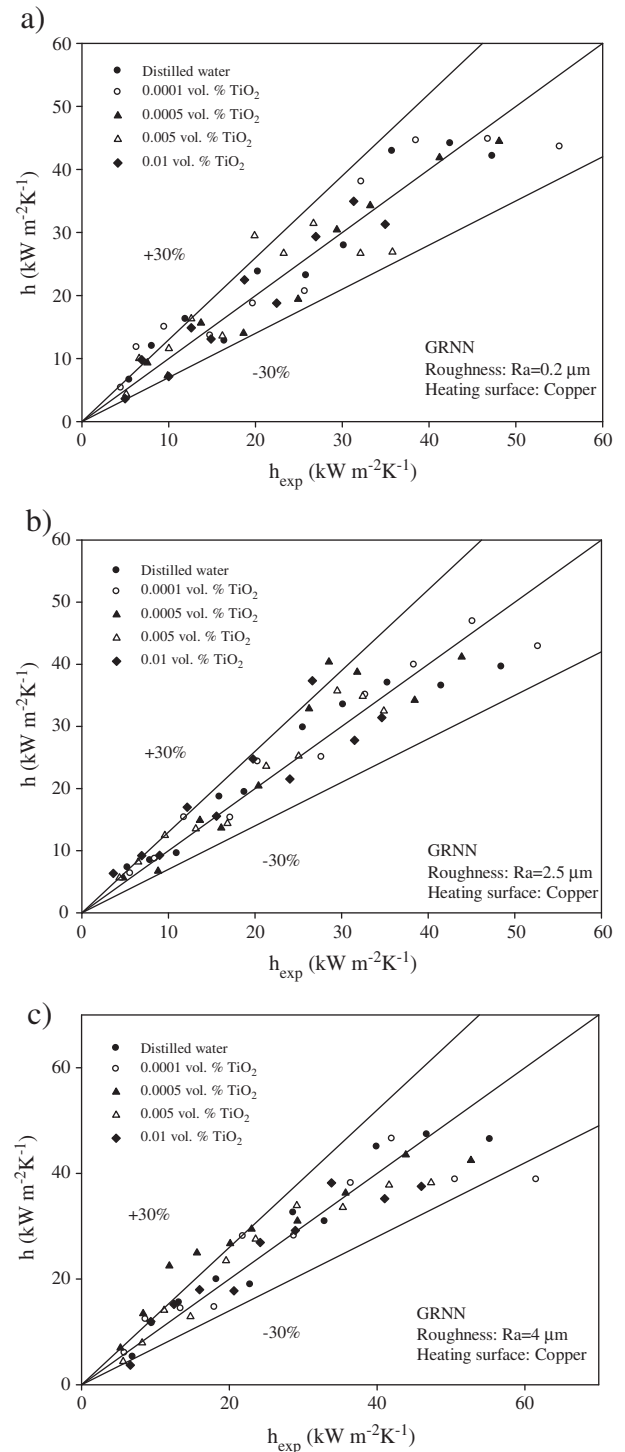 a)
60
50
40
30
20
10
0
h (kW m⁻²K⁻¹)
Distilled water
0.0001 vol. % TiO₂
0.0005 vol. % TiO₂
0.005 vol. % TiO₂
0.01 vol. % TiO₂
+30%
-30%
GRNN
Roughness: Ra=0.2 μm
Heating surface: Copper
0 10 20 30 40 50 60
h_exp (kW m⁻²K⁻¹)
b)
60
50
40
30
20
10
0
h (kW m⁻²K⁻¹)
Distilled water
0.0001 vol. % TiO₂
0.0005 vol. % TiO₂
0.005 vol. % TiO₂
0.01 vol. % TiO₂
+30%
-30%
GRNN
Roughness: Ra=2.5 μm
Heating surface: Copper
0 10 20 30 40 50 60
h_exp (kW m⁻²K⁻¹)
c)
60
40
20
0
h (kW m⁻²K⁻¹)
Distilled water
0.0001 vol. % TiO₂
0.0005 vol. % TiO₂
0.005 vol. % TiO₂
0.01 vol. % TiO₂
+30%
-30%
GRNN
Roughness: Ra=4 μm
Heating surface: Copper
0 20 40 60
h_exp (kW m⁻²K⁻¹)